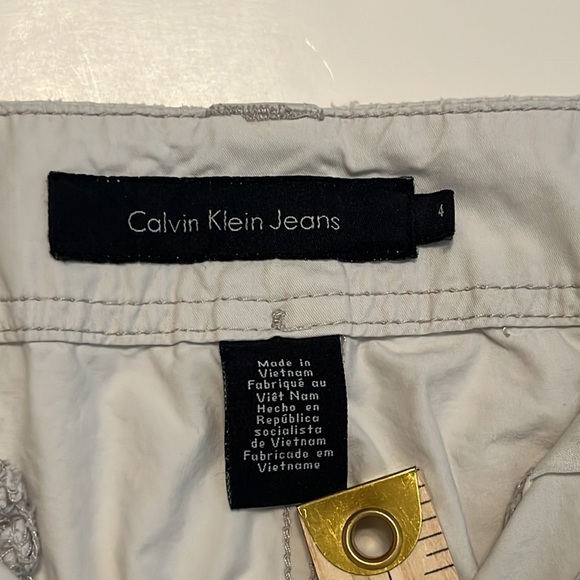 Calvin Klein Jeans
4
Made in
Vietnam
Fabriqué au
Viêt Nam
Hecho en
República
socialista
de Vietnam
Fabricado em
Vietname